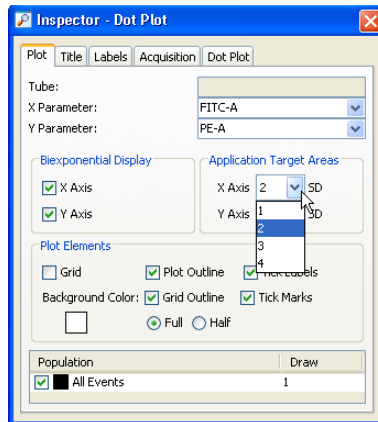 Inspector - Dot Plot
Plot Title Labels Acquisition Dot Plot
Tube:
X Parameter: FITC-A
Y Parameter: PE-A
Biexponential Display Application Target Areas
X Axis X Axis 2 SD
Y Axis Y Axis 1 SD
2
3
4
Plot Elements
Grid Plot Outline Tick Labels
Background Color: Grid Outline Tick Marks
Full Half
Population Draw
All Events 1